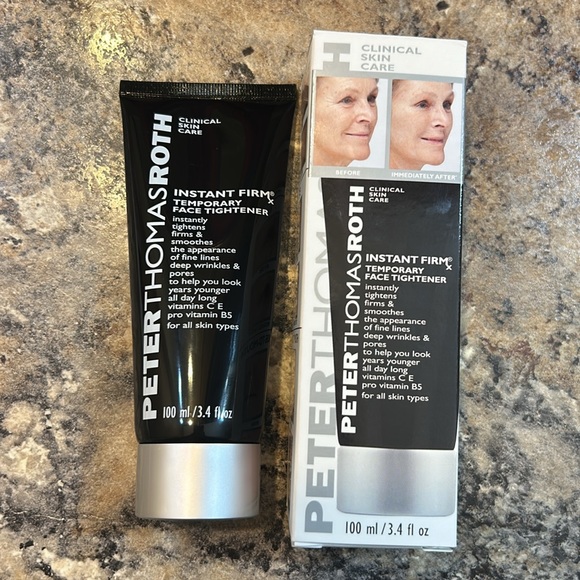 PETERTHOMASROTH
CLINICAL
SKIN
CARE
INSTANT FIRMx®
TEMPORARY
FACE TIGHTENER
instantly
tightens
firms &
smoothes
the appearance
of fine lines
deep wrinkles &
pores
to help you look
years younger
all day long
vitamins C E
pro vitamin B5
for all skin types
100 ml/3.4 fl oz
PETERTHOMASROTH
CLINICAL
SKIN
CARE
BEFORE
IMMEDIATELY AFTER
PETERTHOMASROTH
CLINICAL
SKIN
CARE
INSTANT FIRMx®
TEMPORARY
FACE TIGHTENER
instantly
tightens
firms &
smoothes
the appearance
of fine lines
deep wrinkles &
pores
to help you look
years younger
all day long
vitamins C E
pro vitamin B5
for all skin types
100 ml/3.4 fl oz